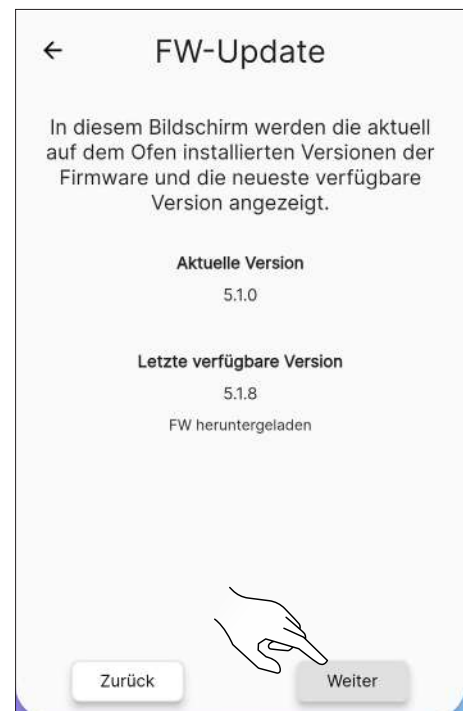 FW-Update
In diesem Bildschirm werden die aktuell
auf dem Ofen installierten Versionen der
Firmware und die neueste verfügbare
Version angezeigt.
Aktuelle Version
5.1.0
Letzte verfügbare Version
5.1.8
FW heruntergeladen
Zurück
Weiter